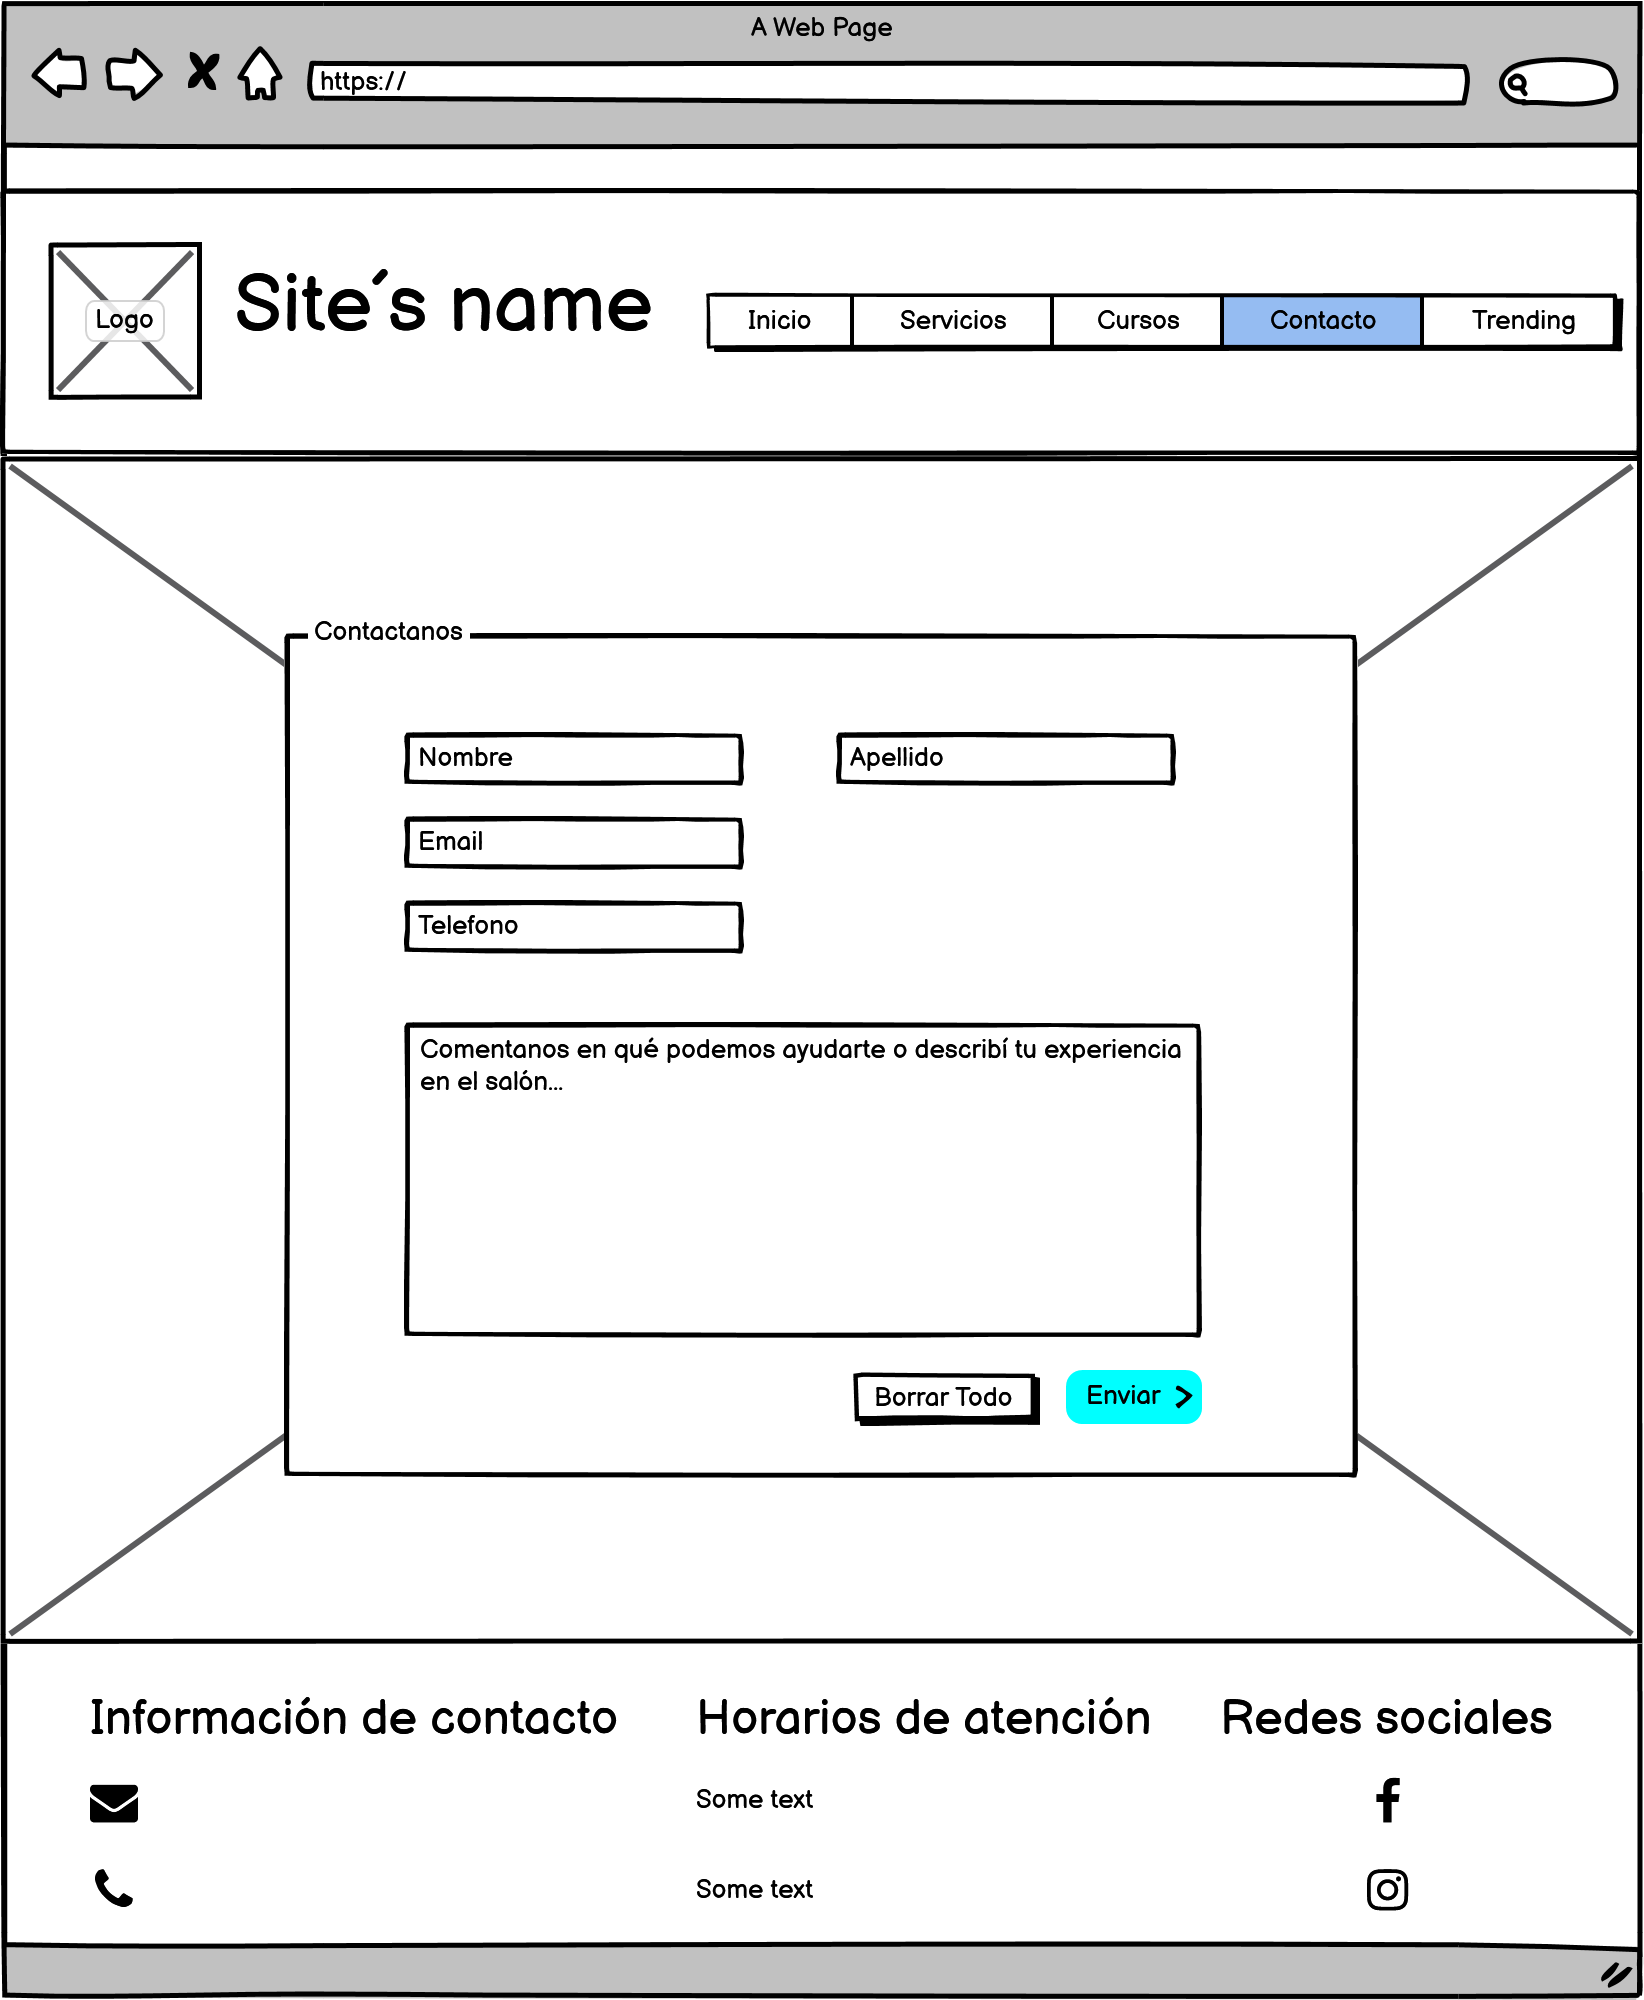 A Web Page
https://
Logo
Site´s name
Inicio
Servicios
Cursos
Contacto
Trending
Contactanos
Nombre
Apellido
Email
Telefono
Comentanos en qué podemos ayudarte o describí tu experiencia
en el salón...
Borrar Todo
Enviar
Información de contacto
Horarios de atención
Redes sociales
Some text
Some text